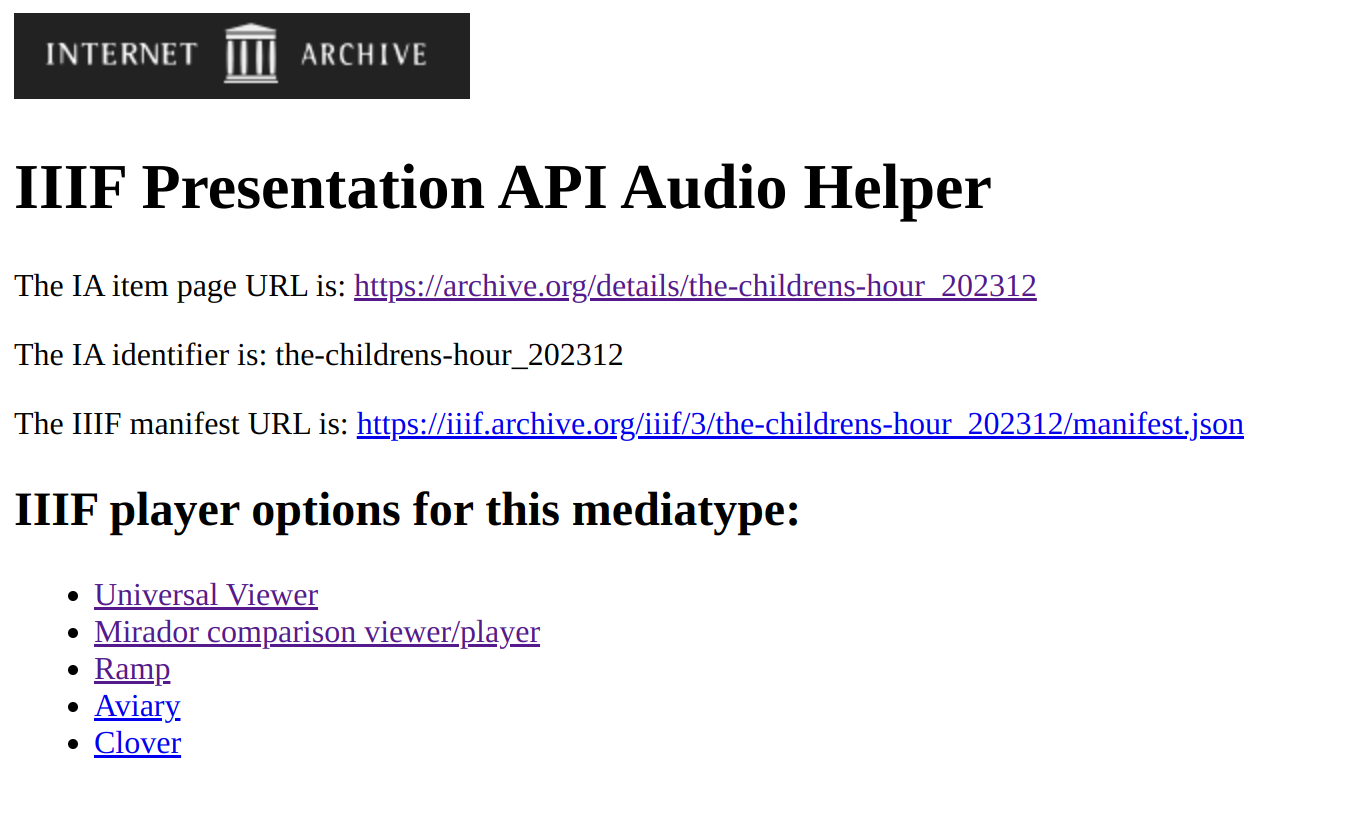 INTERNET ARCHIVE
IIIF Presentation API Audio Helper
The IA item page URL is: https://archive.org/details/the-childrens-hour_202312
The IA identifier is: the-childrens-hour_202312
The IIIF manifest URL is: https://iiif.archive.org/iiif/3/the-childrens-hour_202312/manifest.json
IIIF player options for this mediatype:
Universal Viewer
Mirador comparison viewer/player
Ramp
Aviary
Clover